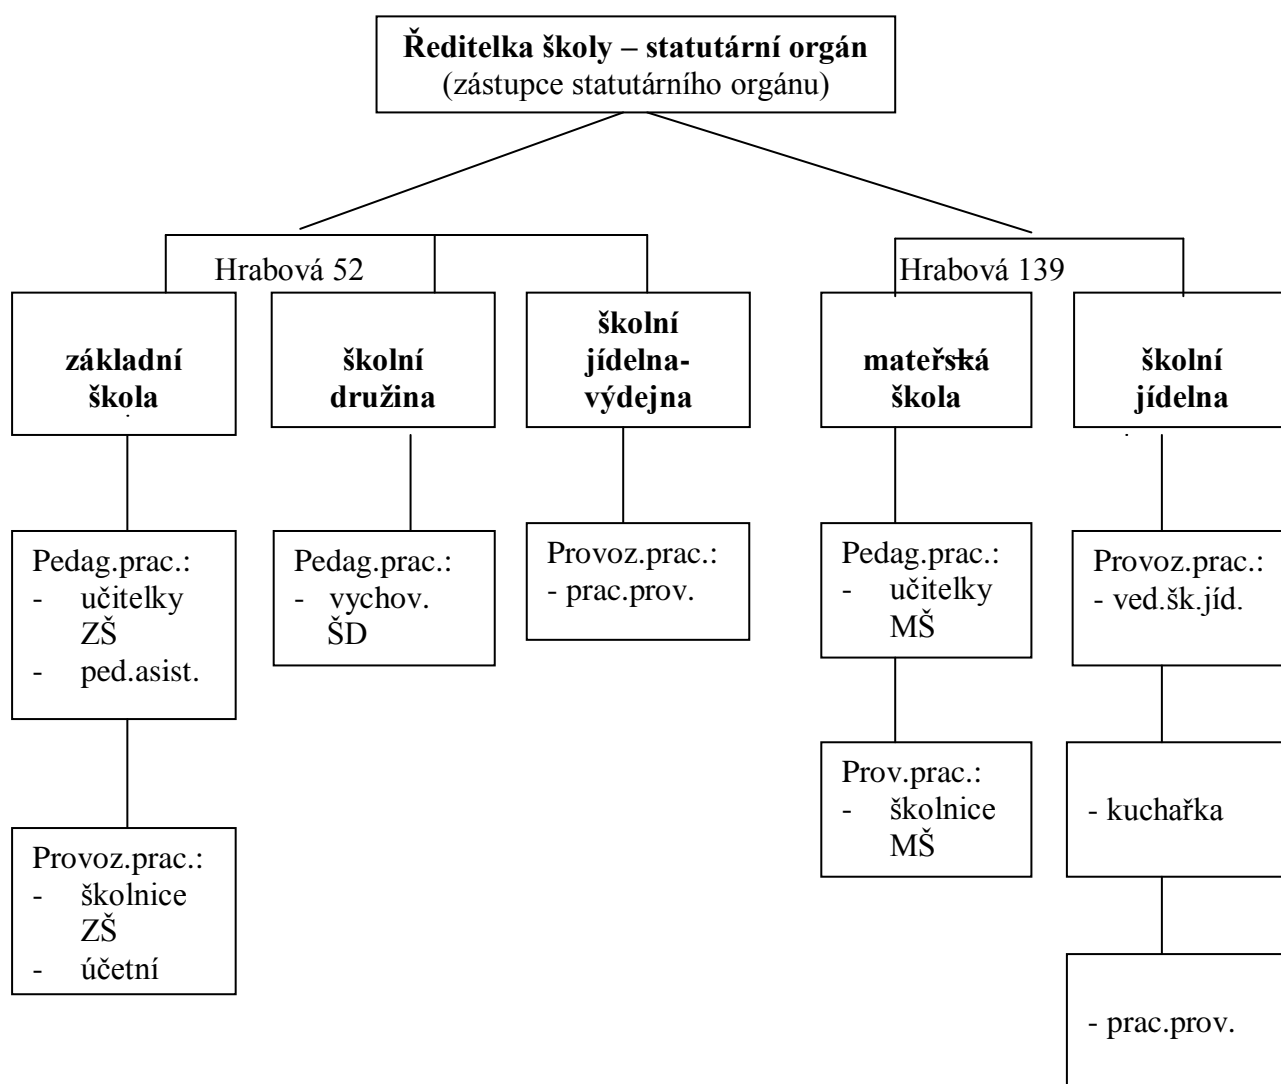 Ředitelka školy – statutární orgán
(zástupce statutárního orgánu)
Hrabová 52
Hrabová 139
základní
škola
školní
družina
školní
jídelna-
výdejna
mateřská
škola
školní
jídelna
Pedag.prac.:
- učitelky
ZŠ
- ped.asist.
Pedag.prac.:
- vychov.
ŠD
Provoz.prac.:
- prac.prov.
Pedag.prac.:
- učitelky
MŠ
Provoz.prac.:
- ved.šk.jíd.
Provoz.prac.:
- školnice
ZŠ
- účetní
Prov.prac.:
- školnice
MŠ
- kuchařka
- prac.prov.